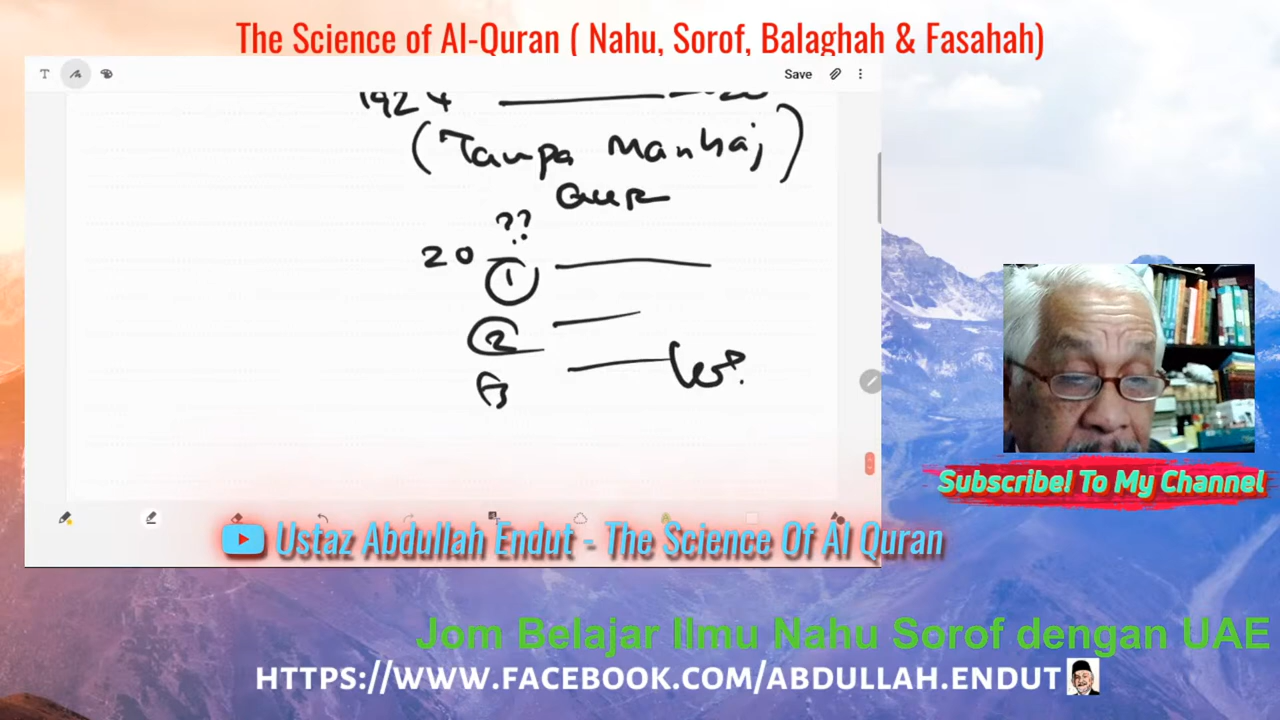 The Science of Al-Quran ( Nahu, Sorof, Balaghah & Fasahah)
T
Save
1924
(Tanpa Manhaj)
??
20
1
2
Ustaz Abdullah Endut - The Science Of Al Quran
Subscribe! To My Channel
Jom Belajar Ilmu Nahu Sorof dengan UAE
HTTPS://WWW.FACEBOOK.COM/ABDULLAH.ENDUT